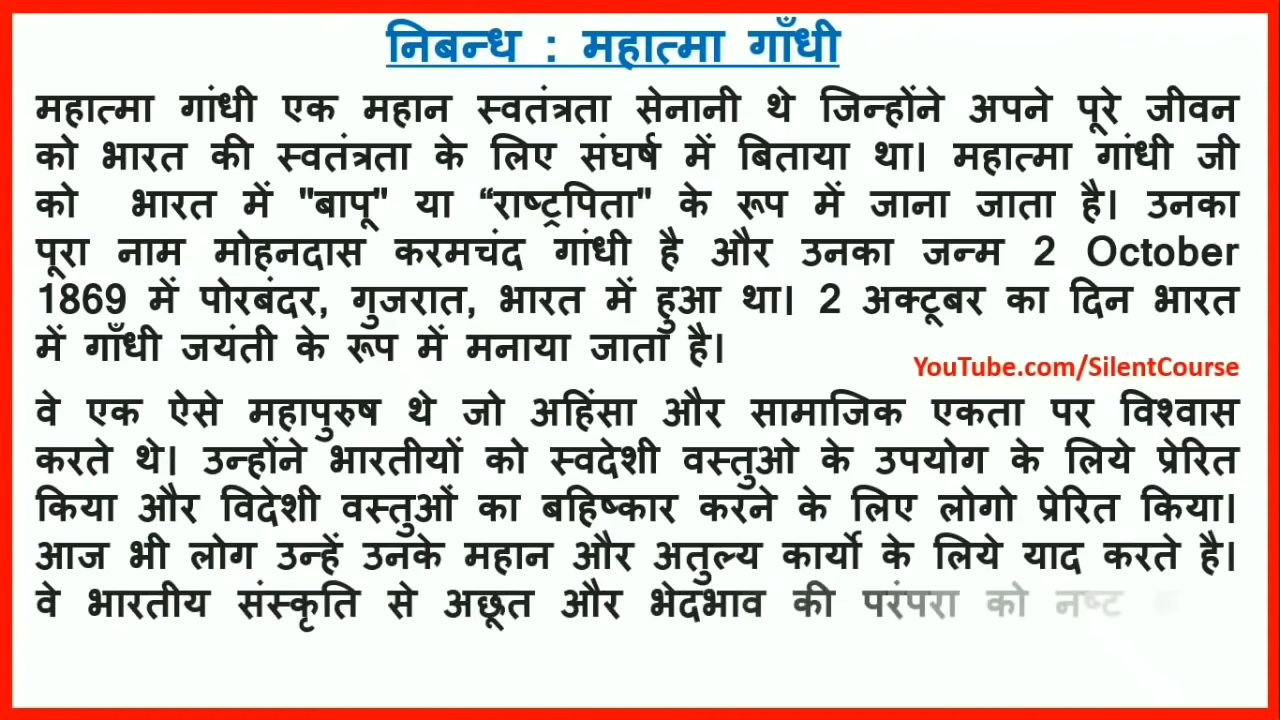 निबन्ध : महात्मा गाँधी
महात्मा गांधी एक महान स्वतंत्रता सेनानी थे जिन्होंने अपने पूरे जीवन
को भारत की स्वतंत्रता के लिए संघर्ष में बिताया था। महात्मा गांधी जी
को भारत में "बापू" या “राष्ट्रपिता" के रूप में जाना जाता है। उनका
पूरा नाम मोहनदास करमचंद गांधी है और उनका जन्म 2 October
1869 में पोरबंदर, गुजरात, भारत में हुआ था। 2 अक्टूबर का दिन भारत
में गाँधी जयंती के रूप में मनाया जाता है।
YouTube.com/SilentCourse
वे एक ऐसे महापुरुष थे जो अहिंसा और सामाजिक एकता पर विश्वास
करते थे। उन्होंने भारतीयों को स्वदेशी वस्तुओ के उपयोग के लिये प्रेरित
किया और विदेशी वस्तुओं का बहिष्कार करने के लिए लोगो प्रेरित किया।
आज भी लोग उन्हें उनके महान और अतुल्य कार्यो के लिये याद करते है।
वे भारतीय संस्कृति से अछूत और भेदभाव की परंपरा को नष्ट